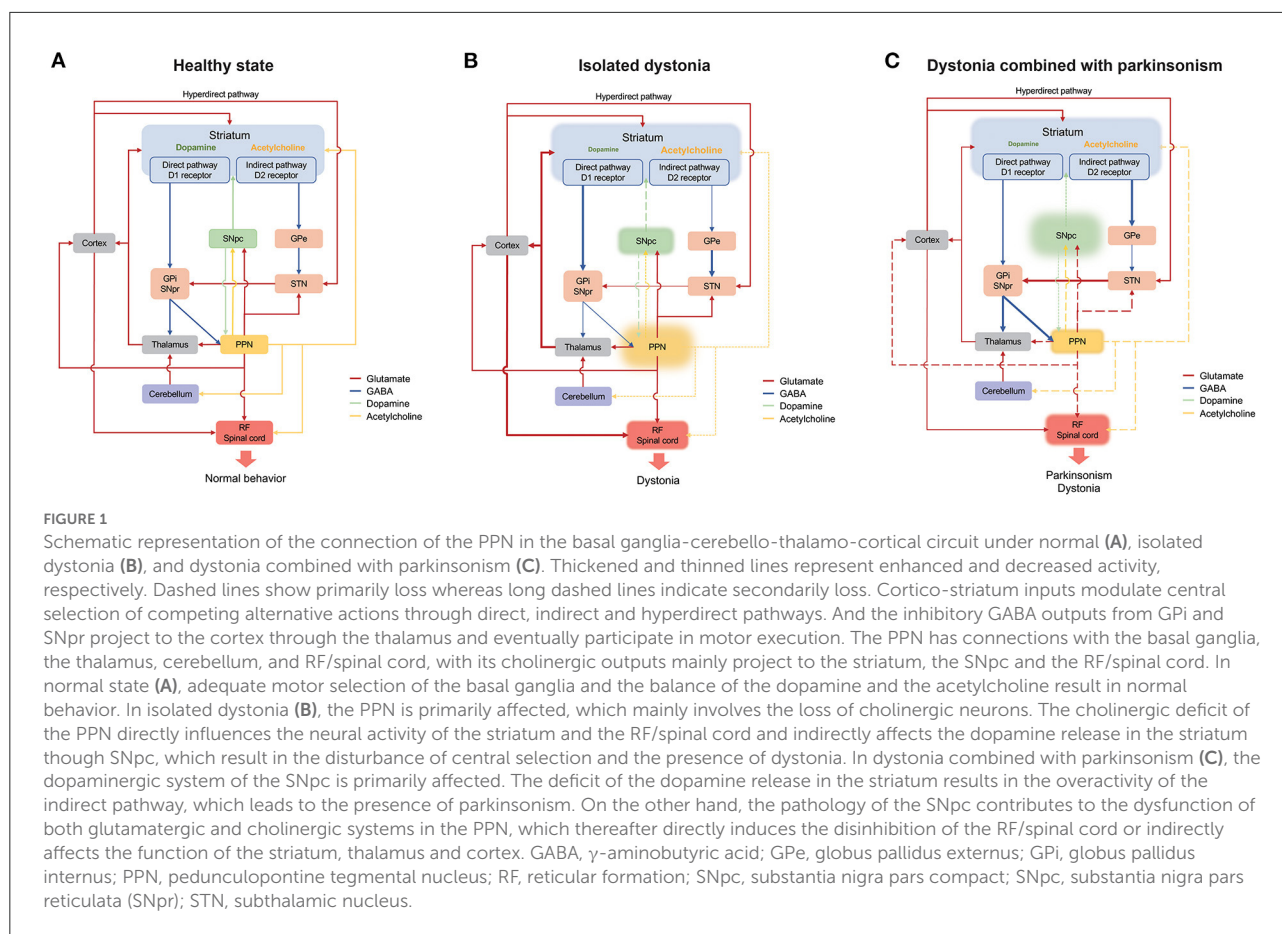 A
Healthy state
Hyperdirect pathway
Striatum
Dopamine
Acetylcholine
Direct pathway
D1 receptor
Indirect pathway
D2 receptor
Cortex
SNpc
GPe
GPi
SNpr
STN
Thalamus
PPN
Cerebellum
Glutamate
GABA
Dopamine
Acetylcholine
RF
Spinal cord
Normal behavior
B
Isolated dystonia
Hyperdirect pathway
Striatum
Dopamine
Acetylcholine
Direct pathway
D1 receptor
Indirect pathway
D2 receptor
Cortex
SNpc
GPe
GPi
SNpr
STN
Thalamus
PPN
Cerebellum
Glutamate
GABA
Dopamine
Acetylcholine
RF
Spinal cord
Dystonia
C
Dystonia combined with parkinsonism
Hyperdirect pathway
Striatum
Dopamine
Acetylcholine
Direct pathway
D1 receptor
Indirect pathway
D2 receptor
Cortex
SNpc
GPe
GPi
SNpr
STN
Thalamus
PPN
Cerebellum
Glutamate
GABA
Dopamine
Acetylcholine
RF
Spinal cord
Parkinsonism
Dystonia
FIGURE 1
Schematic representation of the connection of the PPN in the basal ganglia-cerebello-thalamo-cortical circuit under normal (A), isolated
dystonia (B), and dystonia combined with parkinsonism (C). Thickened and thinned lines represent enhanced and decreased activity,
respectively. Dashed lines show primarily loss whereas long dashed lines indicate secondarily loss. Cortico-striatum inputs modulate central
selection of competing alternative actions through direct, indirect and hyperdirect pathways. And the inhibitory GABA outputs from GPi and
SNpr project to the cortex through the thalamus and eventually participate in motor execution. The PPN has connections with the basal ganglia,
the thalamus, cerebellum, and RF/spinal cord, with its cholinergic outputs mainly project to the striatum, the SNpc and the RF/spinal cord. In
normal state (A), adequate motor selection of the basal ganglia and the balance of the dopamine and the acetylcholine result in normal
behavior. In isolated dystonia (B), the PPN is primarily affected, which mainly involves the loss of cholinergic neurons. The cholinergic deficit of
the PPN directly influences the neural activity of the striatum and the RF/spinal cord and indirectly affects the dopamine release in the striatum
though SNpc, which result in the disturbance of central selection and the presence of dystonia. In dystonia combined with parkinsonism (C), the
dopaminergic system of the SNpc is primarily affected. The deficit of the dopamine release in the striatum results in the overactivity of the
indirect pathway, which leads to the presence of parkinsonism. On the other hand, the pathology of the SNpc contributes to the dysfunction of
both glutamatergic and cholinergic systems in the PPN, which thereafter directly induces the disinhibition of the RF/spinal cord or indirectly
affects the function of the striatum, thalamus and cortex. GABA, γ-aminobutyric acid; GPe, globus pallidus externus; GPi, globus pallidus
internus; PPN, pedunculopontine tegmental nucleus; RF, reticular formation; SNpc, substantia nigra pars compact; SNpc, substantia nigra pars
reticulata (SNpr); STN, subthalamic nucleus.